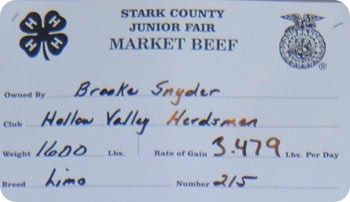 H H H H
STARK COUNTY
JUNIOR FAIR
MARKET BEEF
Owned By Brooke Snyder
Club Hollow Valley Herdsmen
Weight 1600 Lbs. Rate of Gain 3.479 Lbs. Per Day
Breed Limo Number 215